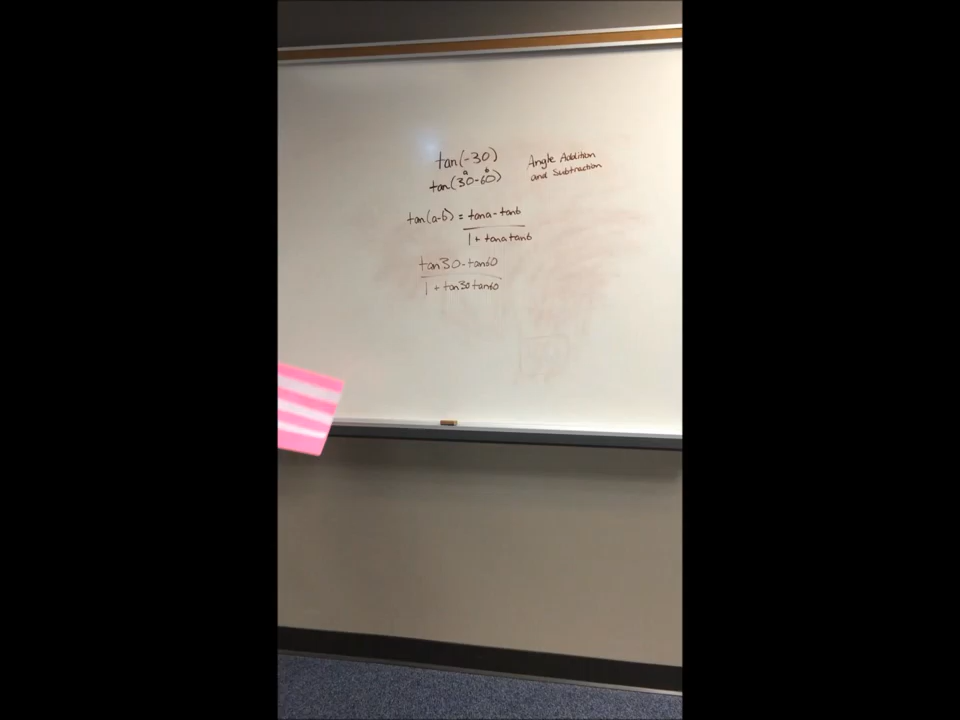 tan(-30)
a b
tan(30-60)
Angle Addition
and Subtraction
tan(a-b) = tana - tanb
1 + tana tanb
tan30 - tan60
1 + tan30 tan60